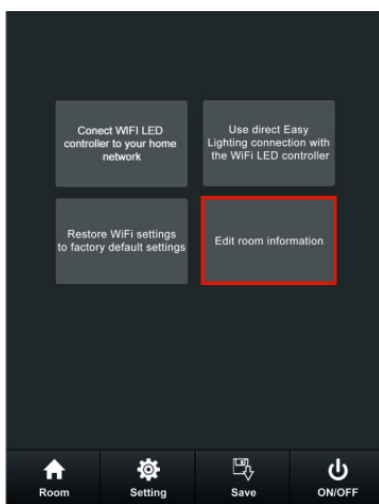 Conect WIFI LED
controller to your home
network
Use direct Easy
Lighting connection with
the WiFi LED controller
Restore WiFi settings
to factory default settings
Edit room information
Room
Setting
Save
ON/OFF